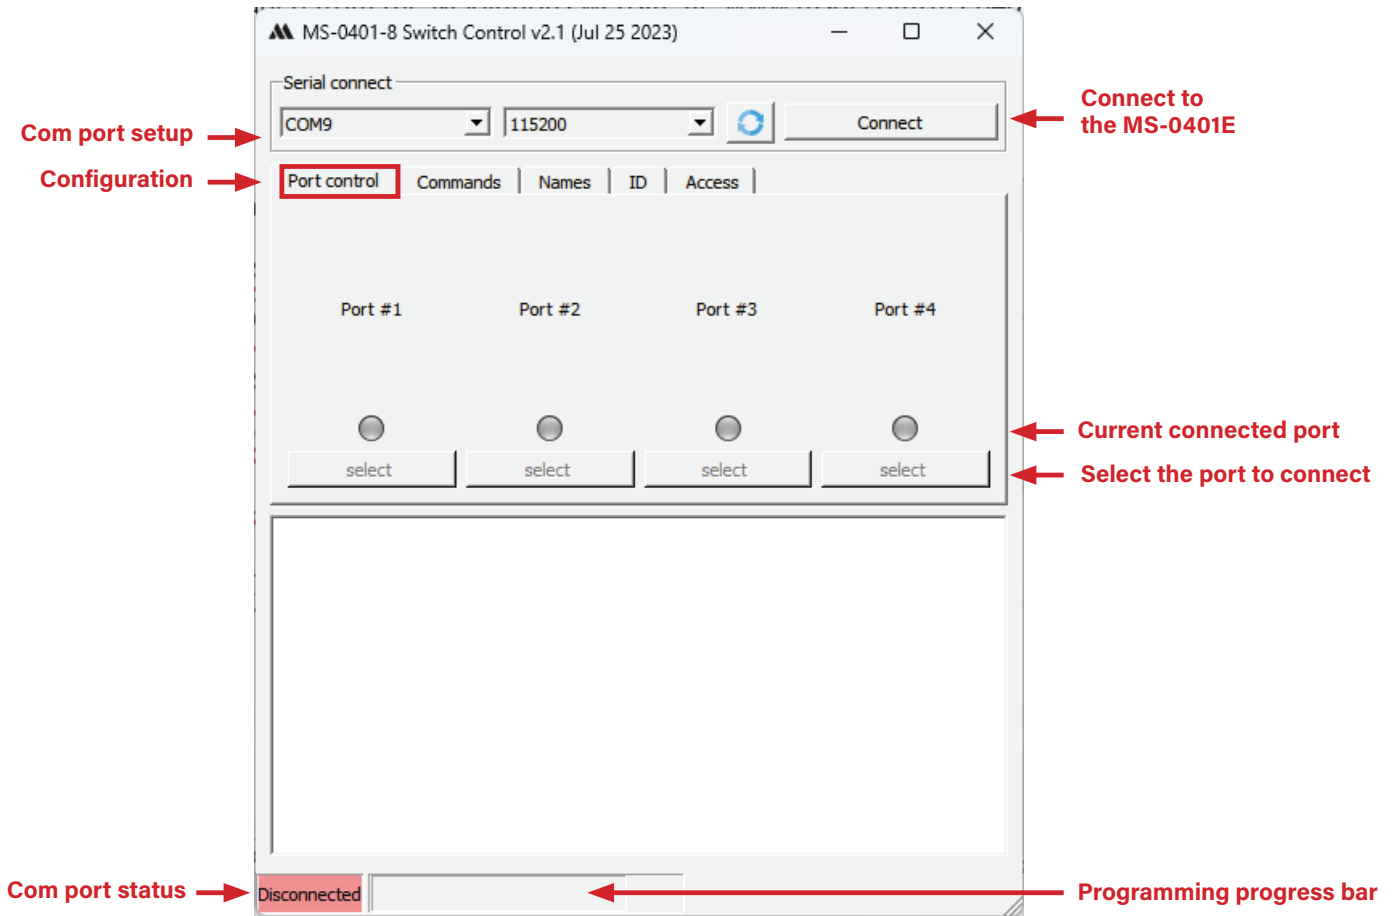 MS-0401-8 Switch Control v2.1 (Jul 25 2023)
Serial connect
COM9
115200
Connect
Connect to
the MS-0401E
Com port setup
Configuration
Port control
Commands
Names
ID
Access
Port #1
Port #2
Port #3
Port #4
Current connected port
select
select
select
select
Select the port to connect
Com port status
Disconnected
Programming progress bar